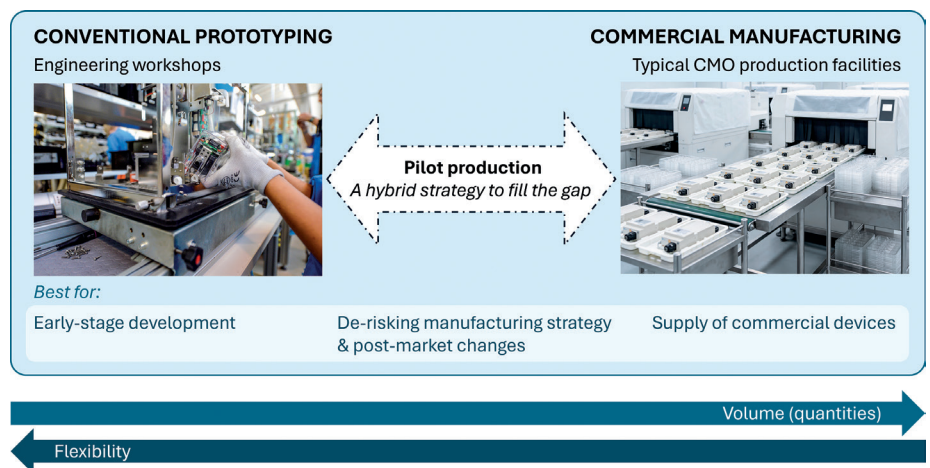 CONVENTIONAL PROTOTYPING
Engineering workshops
COMMERCIAL MANUFACTURING
Typical CMO production facilities
Pilot production
A hybrid strategy to fill the gap
Best for:
Early-stage development
De-risking manufacturing strategy
& post-market changes
Supply of commercial devices
Volume (quantities)
Flexibility